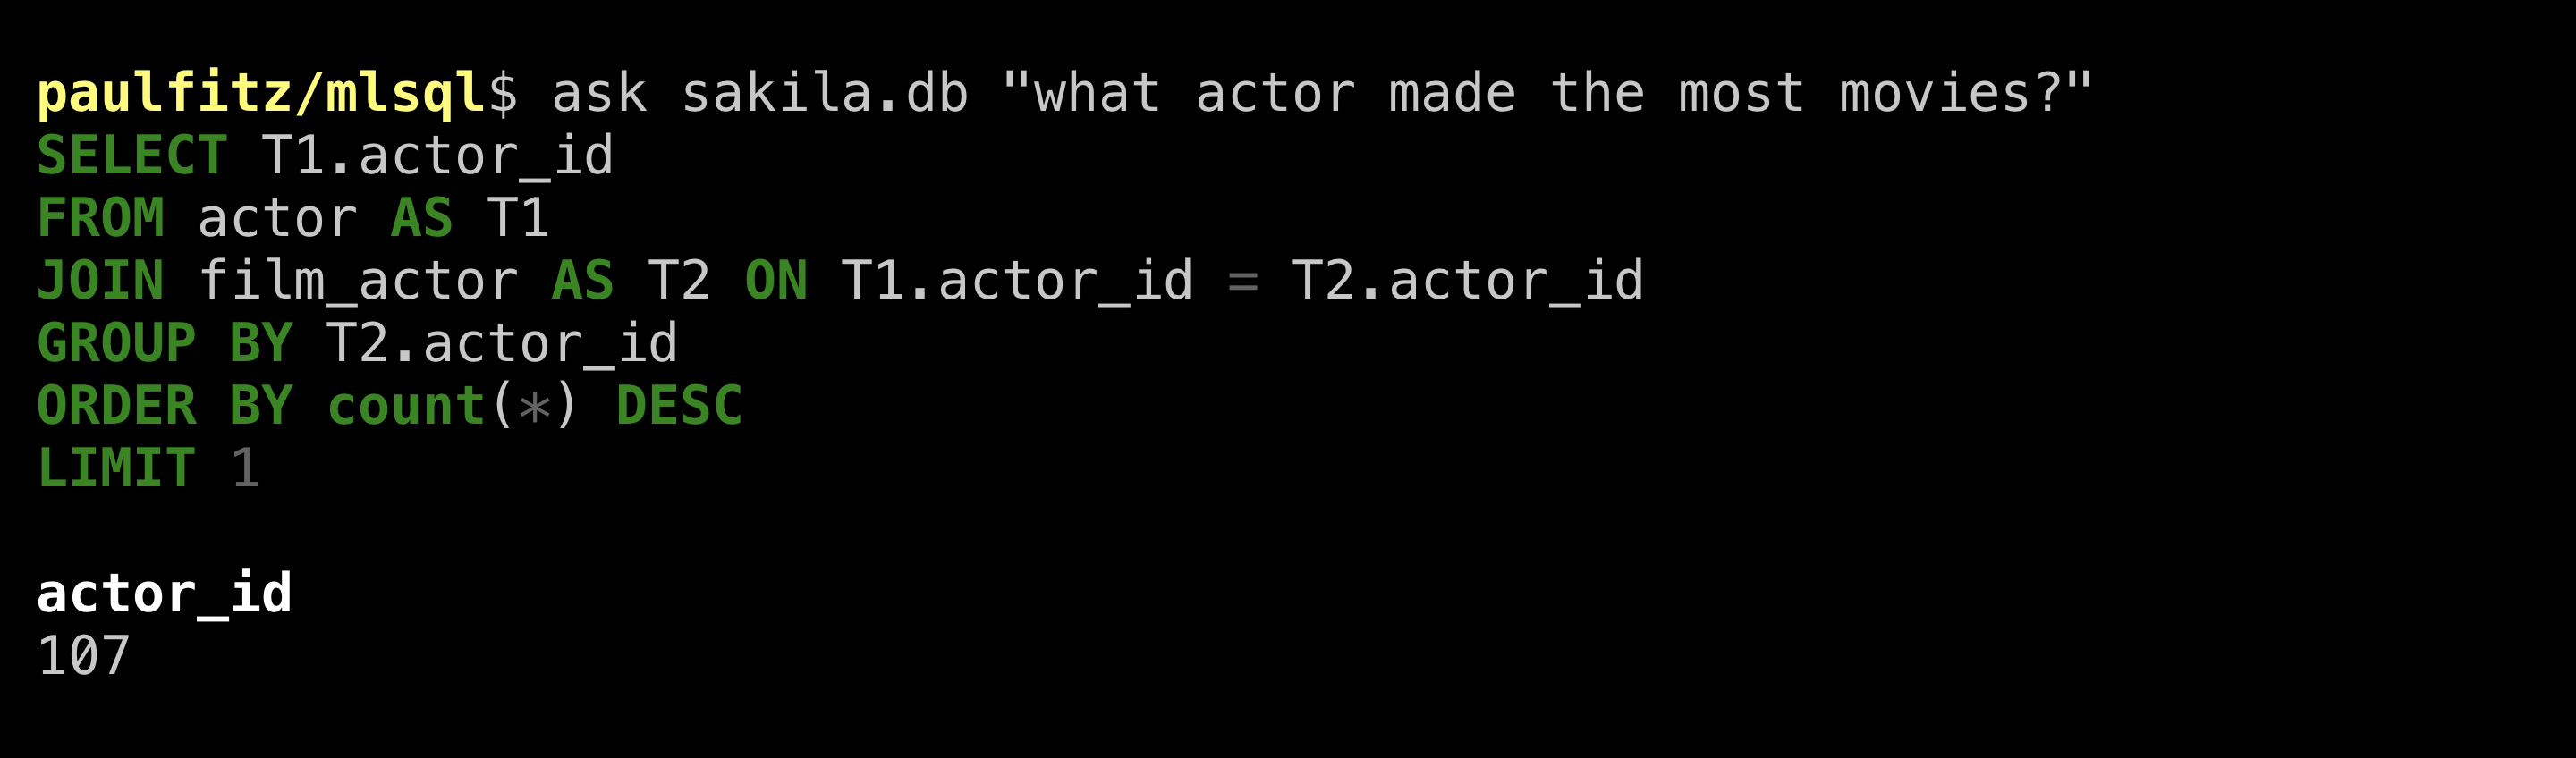 paulfitz/mlsql$ ask sakila.db "what actor made the most movies?"
SELECT T1.actor_id
FROM actor AS T1
JOIN film_actor AS T2 ON T1.actor_id = T2.actor_id
GROUP BY T2.actor_id
ORDER BY count(*) DESC
LIMIT 1
actor_id
107